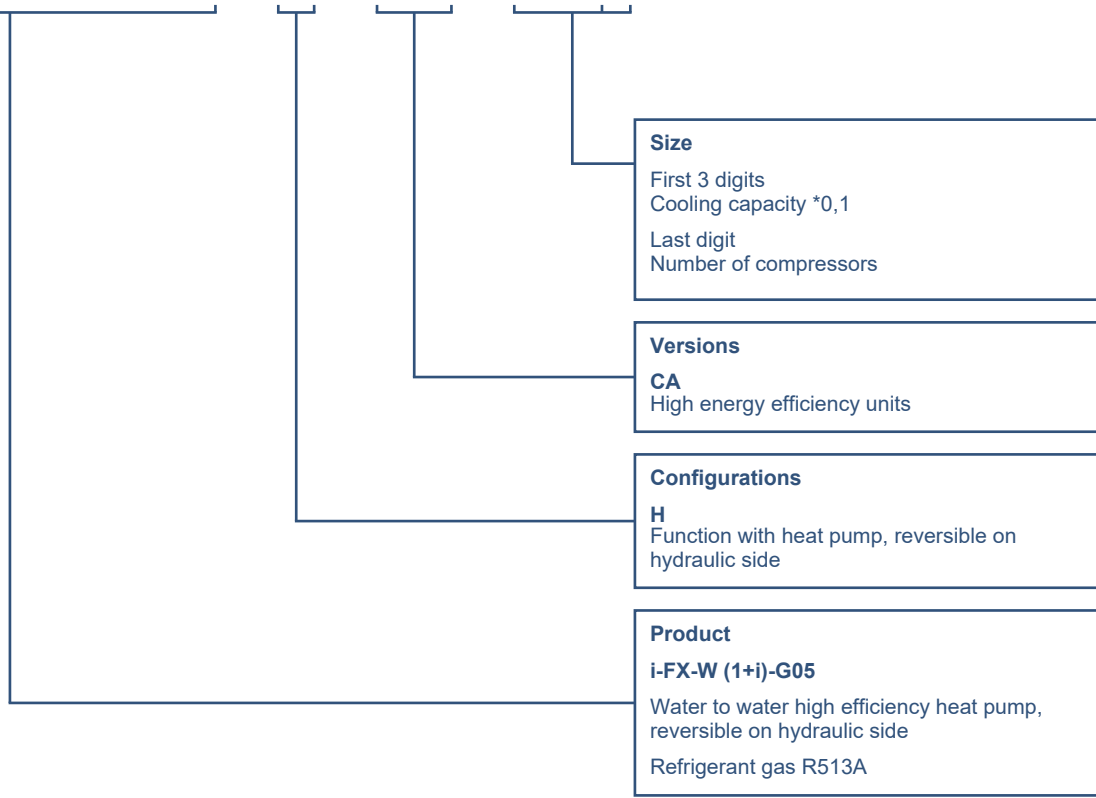 Size
First 3 digits
Cooling capacity *0,1
Last digit
Number of compressors
Versions
CA
High energy efficiency units
Configurations
H
Function with heat pump, reversible on
hydraulic side
Product
i-FX-W (1+i)-G05
Water to water high efficiency heat pump,
reversible on hydraulic side
Refrigerant gas R513A